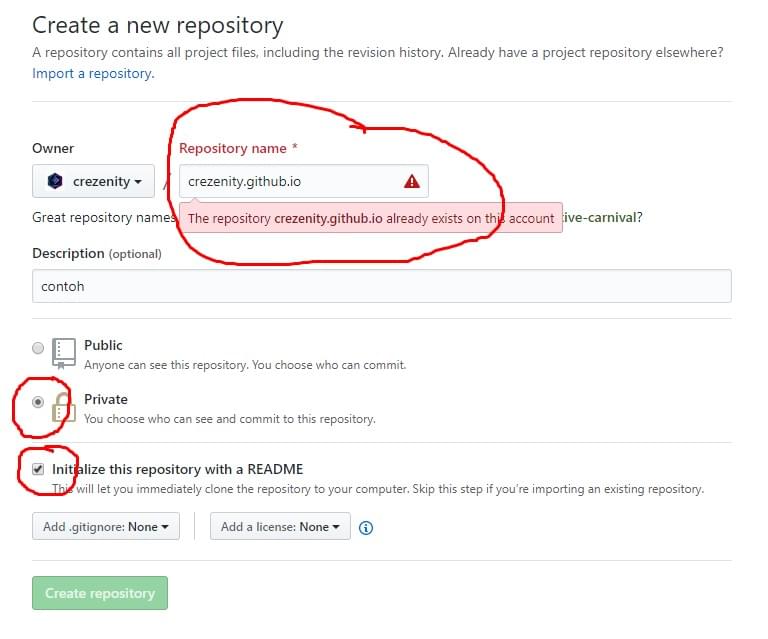 Create a new repository
A repository contains all project files, including the revision history. Already have a project repository elsewhere?
Import a repository.
Owner
Repository name *
crezenity
/
crezenity.github.io
Great repository names
The repository crezenity.github.io already exists on this account
ive-carnival?
Description (optional)
contoh
Public
Anyone can see this repository. You choose who can commit.
Private
You choose who can see and commit to this repository.
Initialize this repository with a README
This will let you immediately clone the repository to your computer. Skip this step if you're importing an existing repository.
Add .gitignore: None
Add a license: None
Create repository